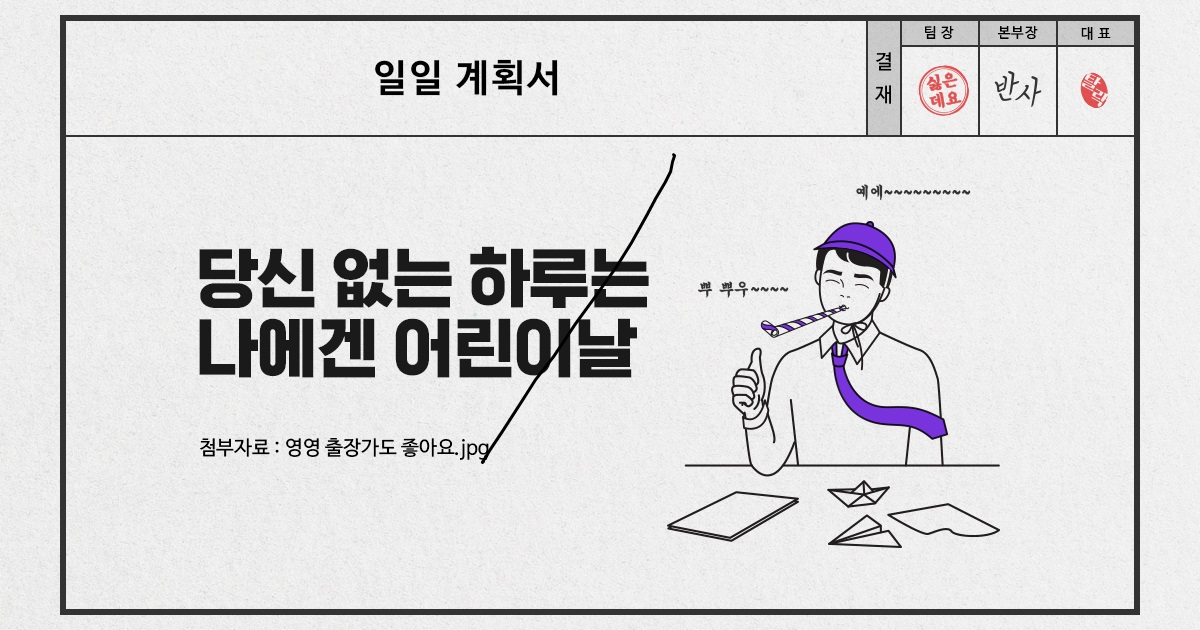 일일 계획서
결재
팀 장
본부장
대 표
싫은데요
반사
당신 없는 하루는
나에겐 어린이날
첨부자료 : 영영 출장가도 좋아요.jpg
예에~~~~~~~~~
뿌 뿌우~~~~